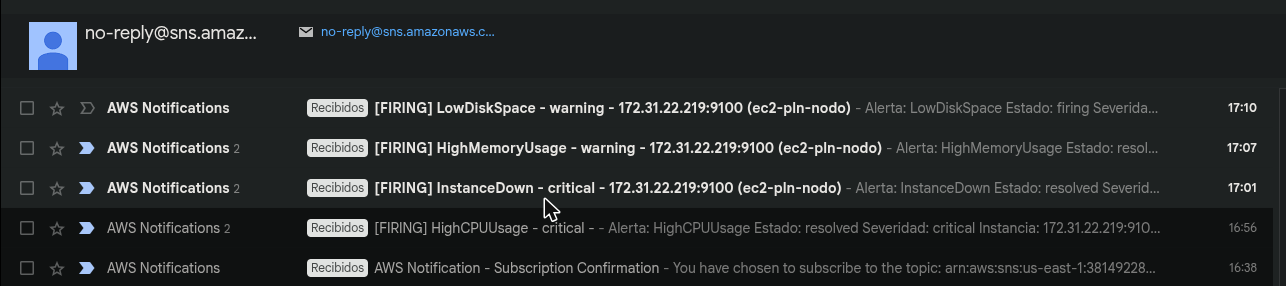 no-reply@sns.amaz... no-reply@sns.amazonaws.c...
AWS Notifications Recibidos [FIRING] LowDiskSpace - warning - 172.31.22.219:9100 (ec2-pln-nodo) - Alerta: LowDiskSpace Estado: firing Severida... 17:10
AWS Notifications 2 Recibidos [FIRING] HighMemoryUsage - warning - 172.31.22.219:9100 (ec2-pln-nodo) - Alerta: HighMemoryUsage Estado: resol... 17:07
AWS Notifications 2 Recibidos [FIRING] InstanceDown - critical - 172.31.22.219:9100 (ec2-pln-nodo) - Alerta: InstanceDown Estado: resolved Severid... 17:01
AWS Notifications 2 Recibidos [FIRING] HighCPUUsage - critical - - Alerta: HighCPUUsage Estado: resolved Severidad: critical Instancia: 172.31.22.219:910... 16:56
AWS Notifications Recibidos AWS Notification - Subscription Confirmation - You have chosen to subscribe to the topic: arn:aws:sns:us-east-1:38149228... 16:38